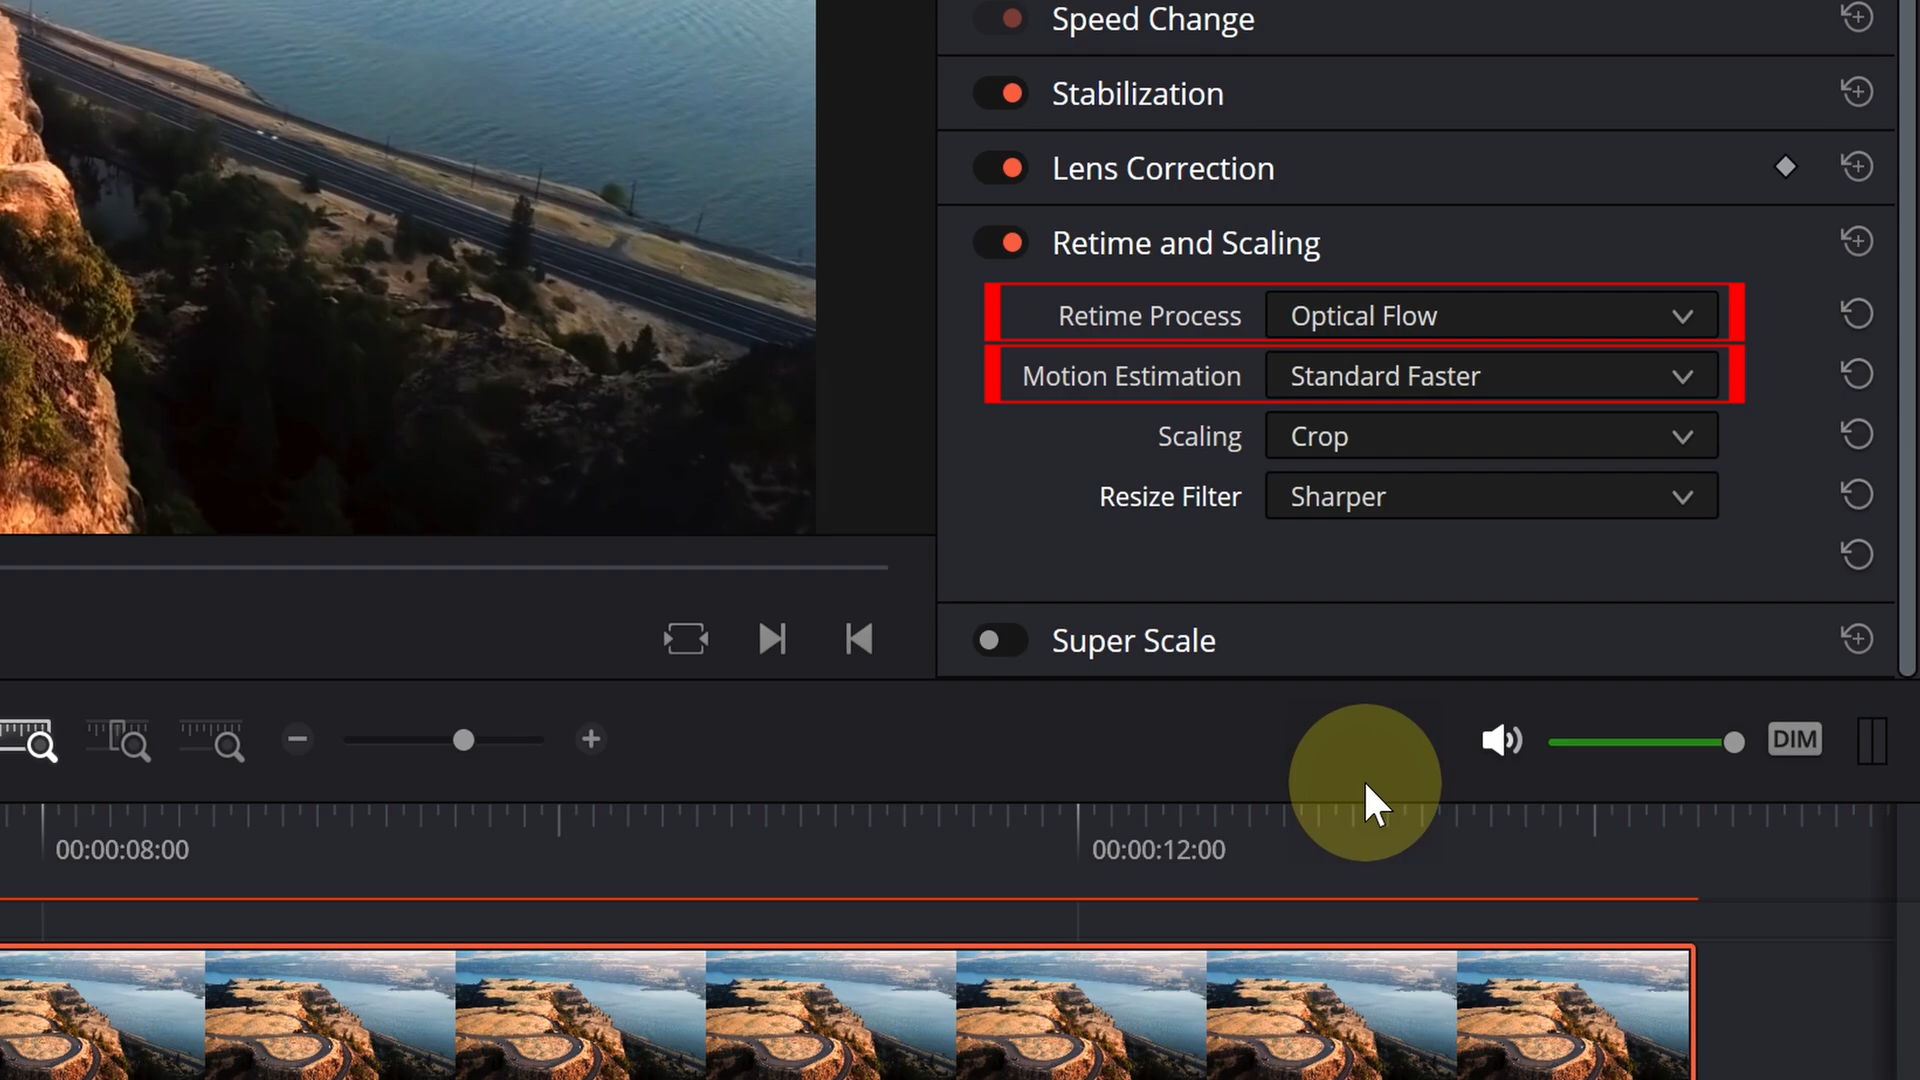 Speed Change
Stabilization
Lens Correction
Retime and Scaling
Retime Process Optical Flow
Motion Estimation Standard Faster
Scaling Crop
Resize Filter Sharper
Super Scale
DIM
00:00:08:00 00:00:12:00